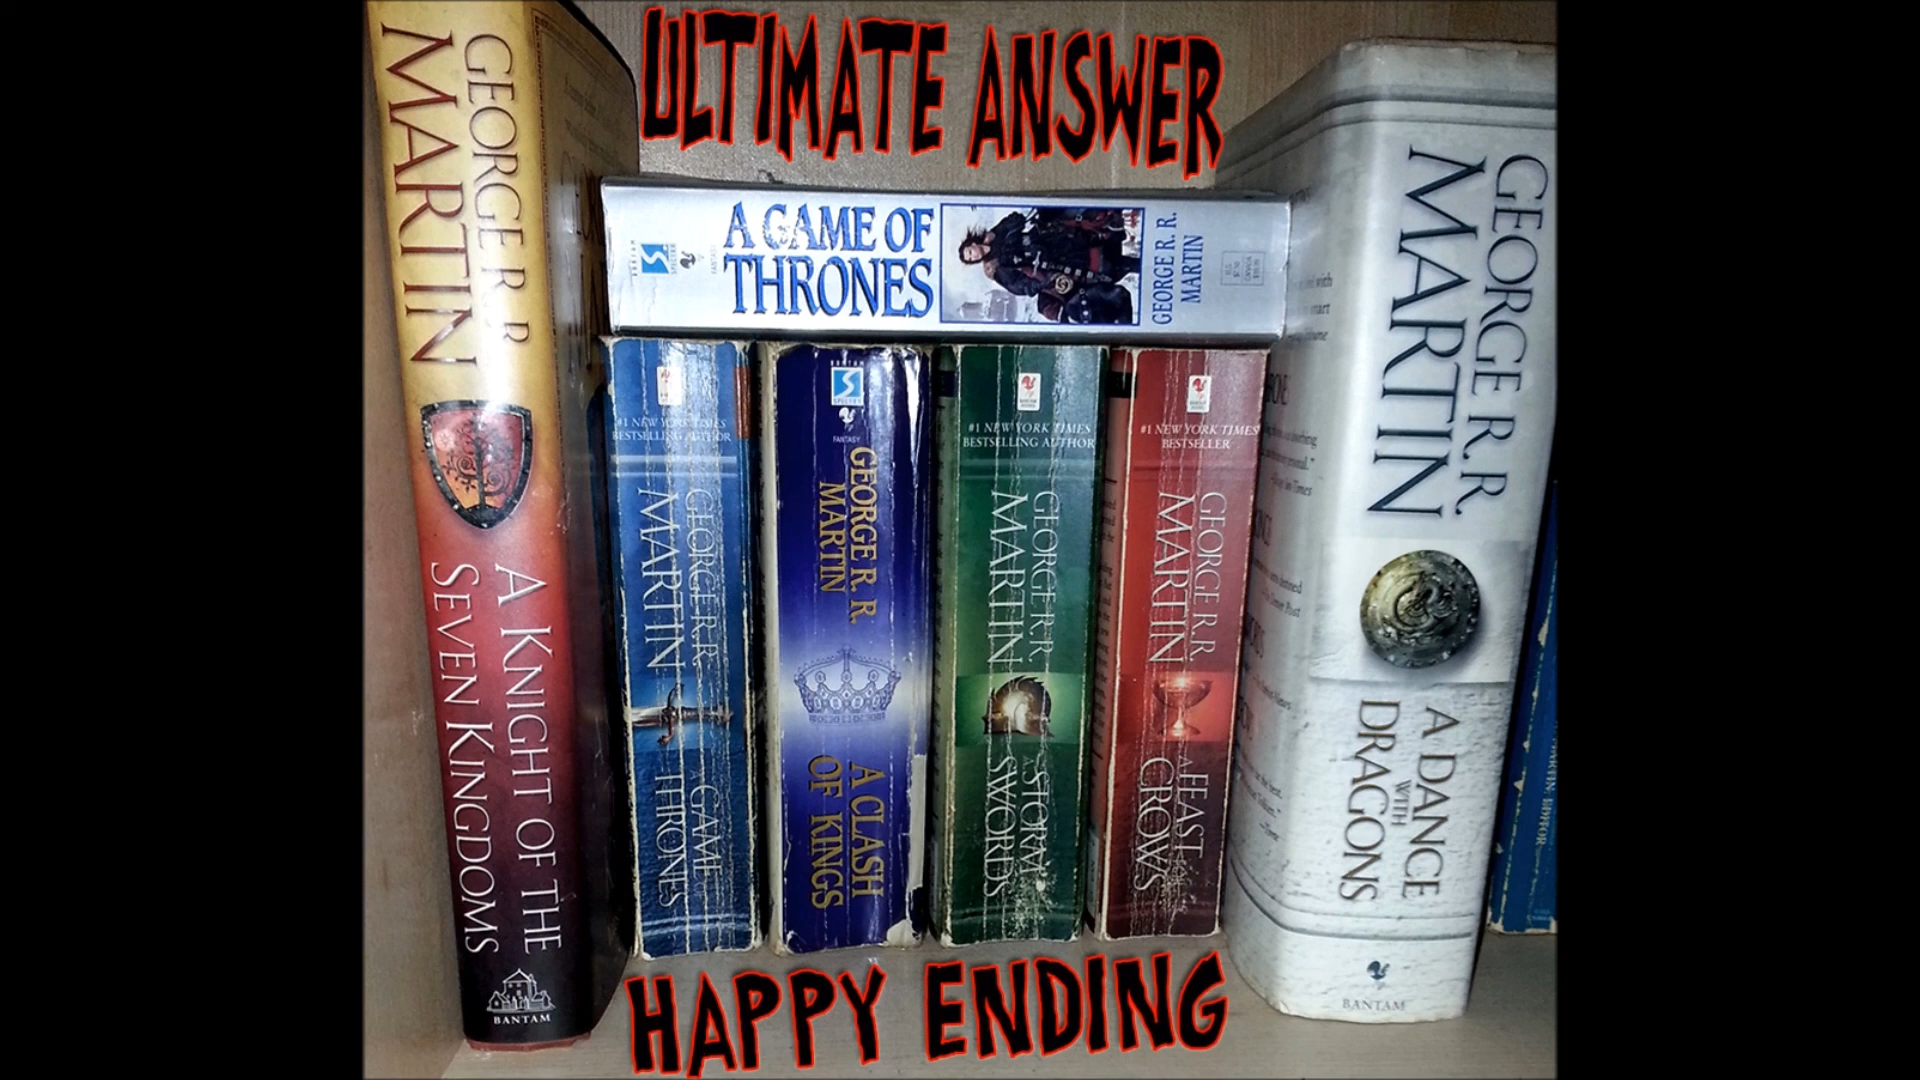 ULTIMATE ANSWER
GEORGE R. R.
MARTIN
A KNIGHT OF THE
SEVEN KINGDOMS
BANTAM
A GAME OF
THRONES
GEORGE R. R.
MARTIN
#1 NEW YORK TIMES
BESTSELLING AUTHOR
GEORGE R.R.
MARTIN
A GAME OF
THRONES
BANTAM
SPECTRA
FANTASY
GEORGE R. R.
MARTIN
A CLASH
OF KINGS
#1 NEW YORK TIMES
BESTSELLING AUTHOR
GEORGE R.R.
MARTIN
A STORM OF
SWORDS
#1 NEW YORK TIMES
BESTSELLER
GEORGE R.R.
MARTIN
A FEAST FOR
CROWS
GEORGE R. R.
MARTIN
A DANCE
WITH
DRAGONS
BANTAM
HAPPY ENDING